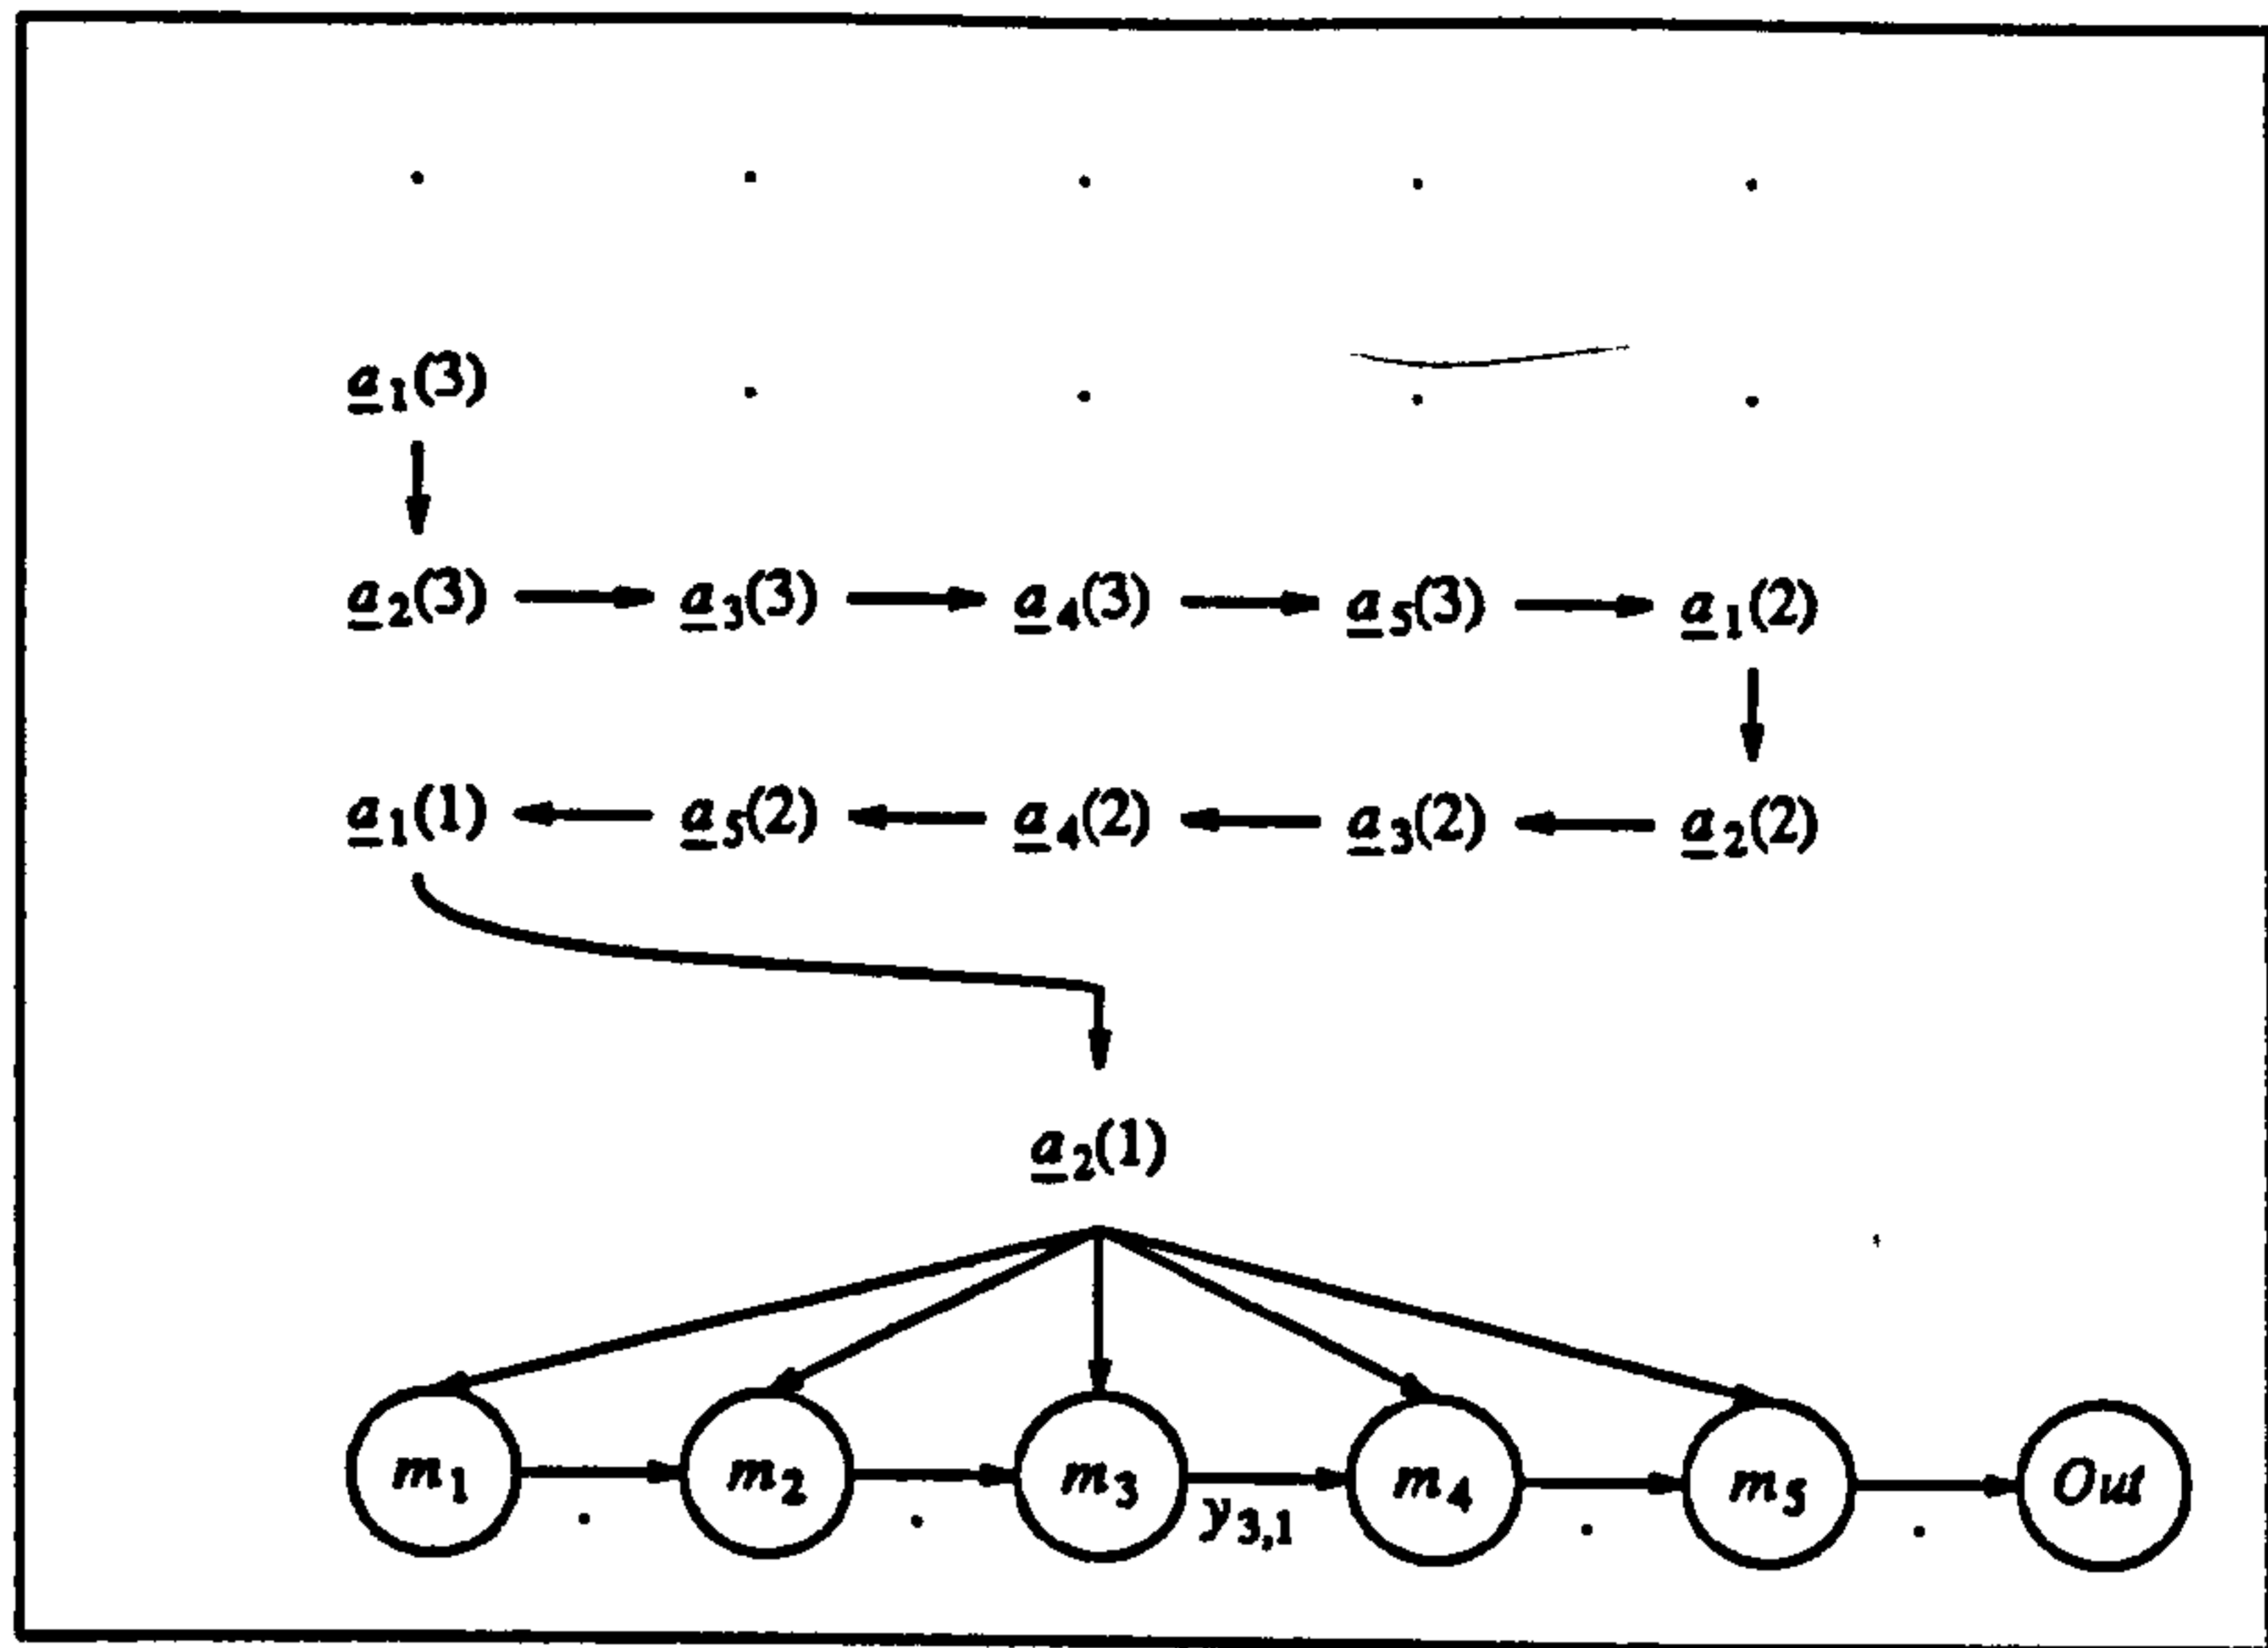 a₁(3)
a₂(3) a₃(3) a₄(3) a₅(3) a₁(2)
a₁(1) a₅(2) a₄(2) a₃(2) a₂(2)
a₂(1)
m₁ m₂ m₃ m₄ m₅ Out
y₃,₁